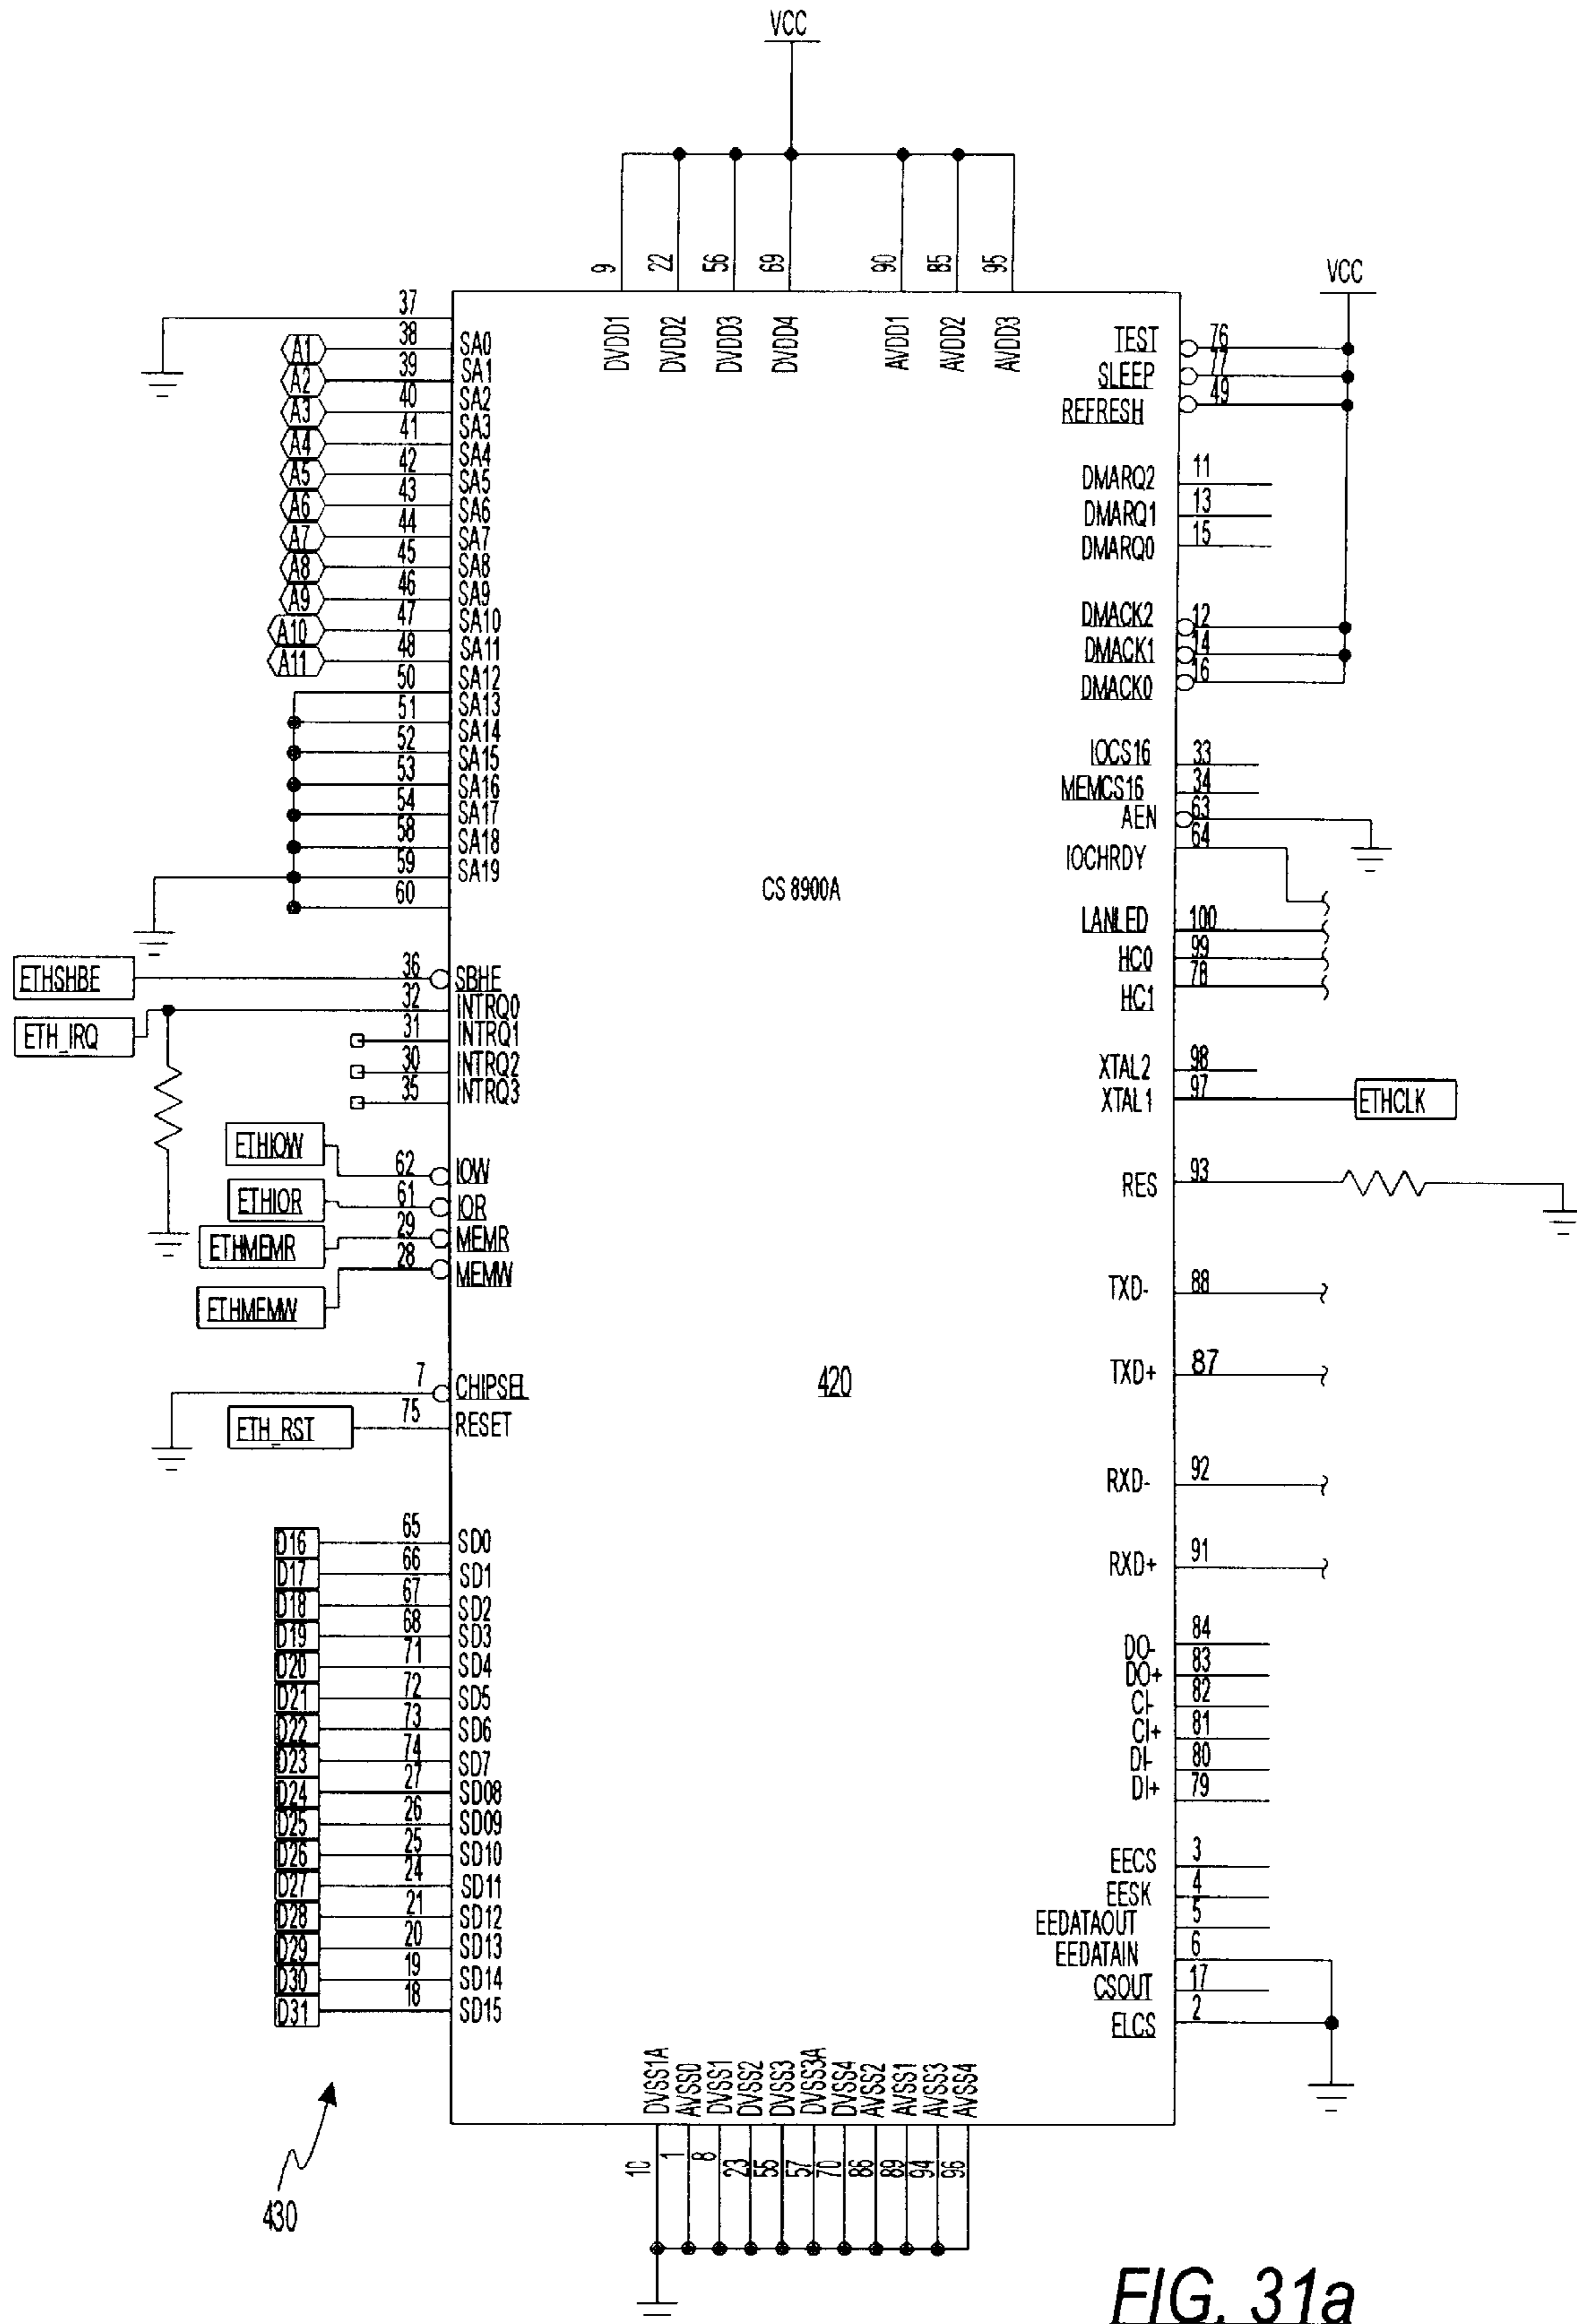 VCC
9
22
56
69
90
85
95
DVDD1
DVDD2
DVDD3
DVDD4
AVDD1
AVDD2
AVDD3
VCC
37
38
A1
SA0
39
A2
SA1
40
A3
SA2
41
A4
SA3
42
A5
SA4
43
A6
SA5
44
A7
SA6
45
A8
SA7
46
A9
SA8
47
A10
SA9
48
A11
SA10
SA11
50
SA12
51
SA13
52
SA14
53
SA15
54
SA16
58
SA17
59
SA18
60
SA19
ETHSHBE
36
SBHE
ETH_IRQ
32
INTRQ0
31
INTRQ1
30
INTRQ2
35
INTRQ3
ETHIOW
62
IOW
ETHIOR
61
IOR
ETHMEMR
29
MEMR
ETHMEMW
28
MEMW
7
CHIPSEL
ETH_RST
75
RESET
D16 65 SD0
D17 66 SD1
D18 67 SD2
D19 68 SD3
D20 71 SD4
D21 72 SD5
D22 73 SD6
D23 74 SD7
D24 27 SD08
D25 26 SD09
D26 25 SD10
D27 24 SD11
D28 21 SD12
D29 20 SD13
D30 19 SD14
D31 18 SD15
CS 8900A
420
TEST 76
SLEEP 77
REFRESH 49
DMARQ2 11
DMARQ1 13
DMARQ0 15
DMACK2 12
DMACK1 14
DMACK0 16
IOCS16 33
MEMCS16 34
AEN 63
IOCHRDY 64
LANLED 100
HC0 99
HC1 78
XTAL2 98
XTAL1 97 ETHCLK
RES 93
TXD- 88
TXD+ 87
RXD- 92
RXD+ 91
DO- 84
DO+ 83
CI- 82
CI+ 81
DI- 80
DI+ 79
EECS 3
EESK 4
EEDATAOUT 5
EEDATAIN 6
CSOUT 17
ELCS 2
DVSS1A
AVSS0
DVSS1
DVSS2
DVSS3
DVSS3A
DVSS4
AVSS2
AVSS1
AVSS3
AVSS4
10
1
8
23
55
57
70
86
89
94
96
430
FIG. 31a